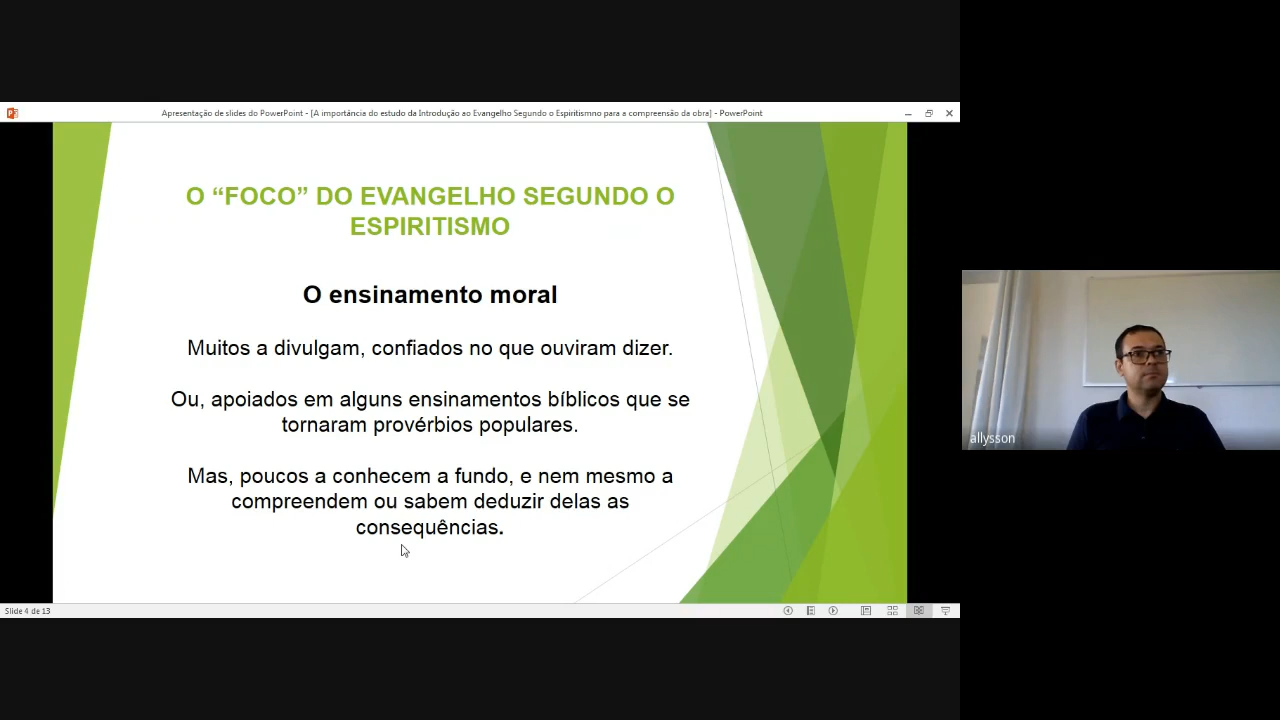 Apresentação de slides do PowerPoint - [A importância do estudo da Introdução ao Evangelho Segundo o Espiritismno para a compreensão da obra] - PowerPoint
O “FOCO” DO EVANGELHO SEGUNDO O
ESPIRITISMO
O ensinamento moral
Muitos a divulgam, confiados no que ouviram dizer.
Ou, apoiados em alguns ensinamentos bíblicos que se
tornaram provérbios populares.
Mas, poucos a conhecem a fundo, e nem mesmo a
compreendem ou sabem deduzir delas as
consequências.
allysson
Slide 4 de 13